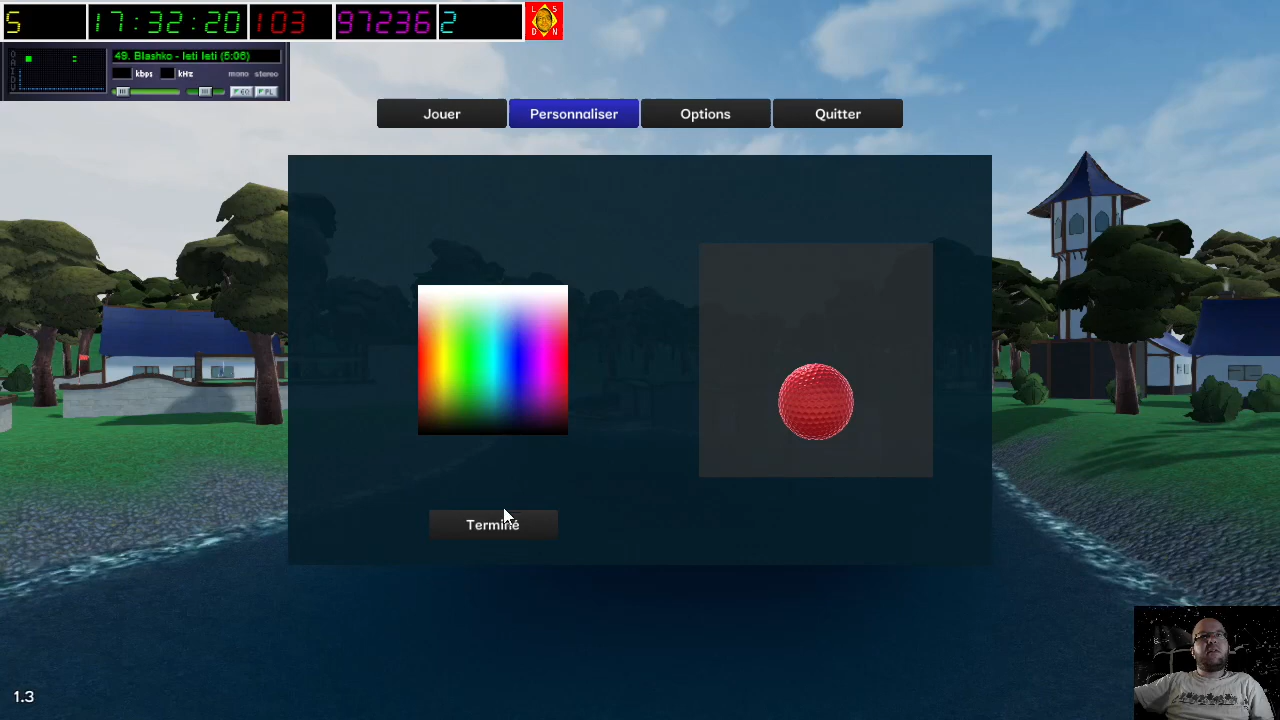 5 17:32:20 103 97236 2
L S
D N
O
A
I
D
V
49. Blashko - leti leti (5:06)
kbps kHz mono stereo
EQ PL
Jouer Personnaliser Options Quitter
Terminé
1.3